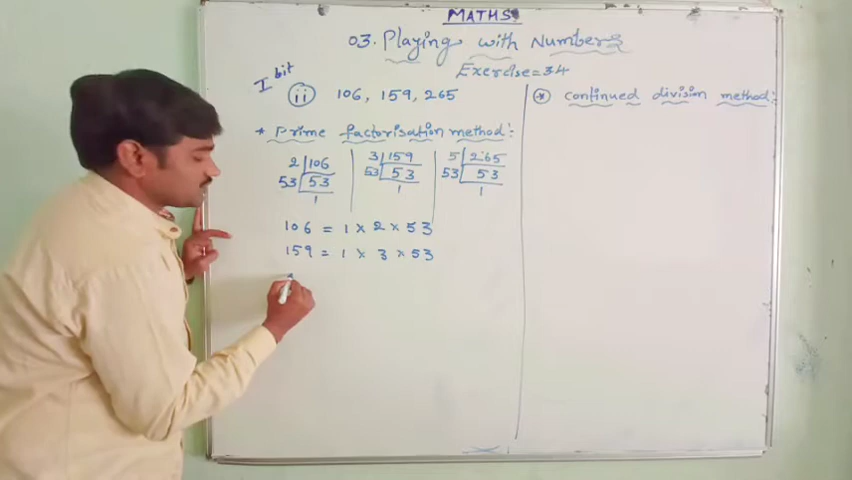 MATHS
03. Playing with Numbers
Exercise = 3.4
I bit
(ii) 106, 159, 265
* Prime factorisation method:
2 | 106
53 | 53
1
3 | 159
53 | 53
1
5 | 265
53 | 53
1
106 = 1 × 2 × 53
159 = 1 × 3 × 53
* continued division method: